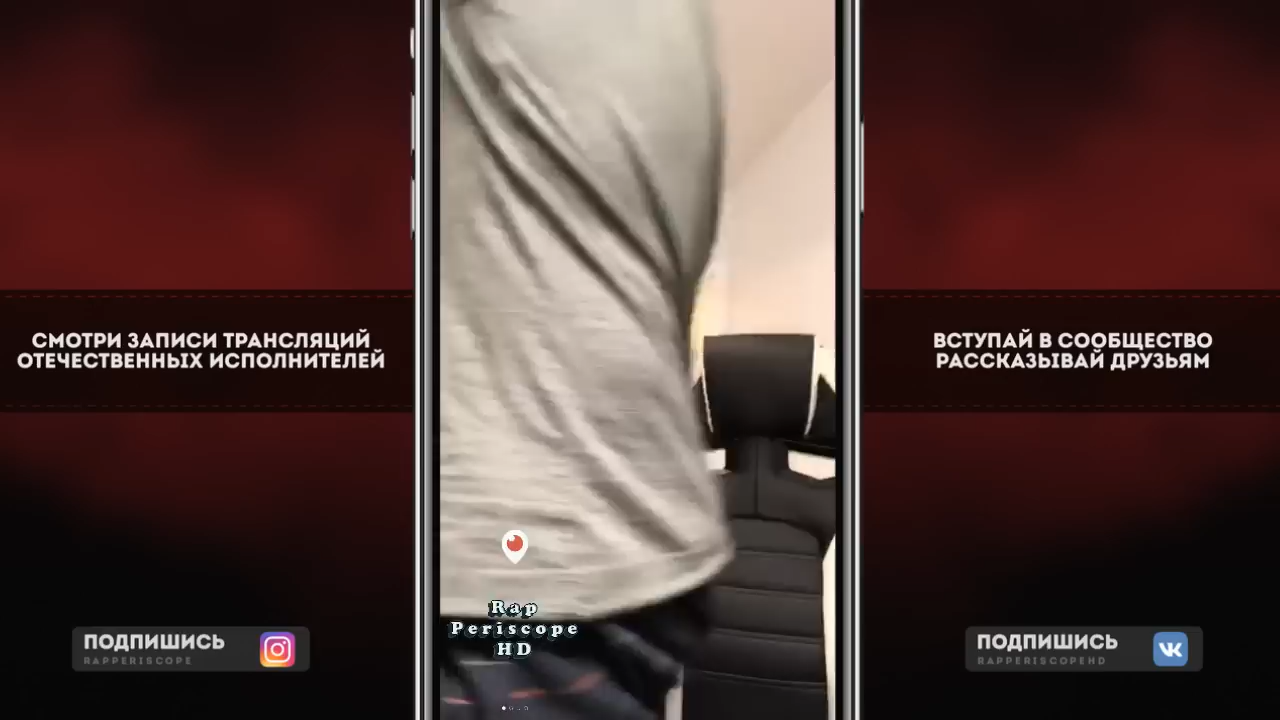 СМОТРИ ЗАПИСИ ТРАНСЛЯЦИЙ
ОТЕЧЕСТВЕННЫХ ИСПОЛНИТЕЛЕЙ
ВСТУПАЙ В СООБЩЕСТВО
РАССКАЗЫВАЙ ДРУЗЬЯМ
Rap
Periscope
HD
ПОДПИШИСЬ
RAPPERISCOPE
ПОДПИШИСЬ
RAPPERISCOPEHD